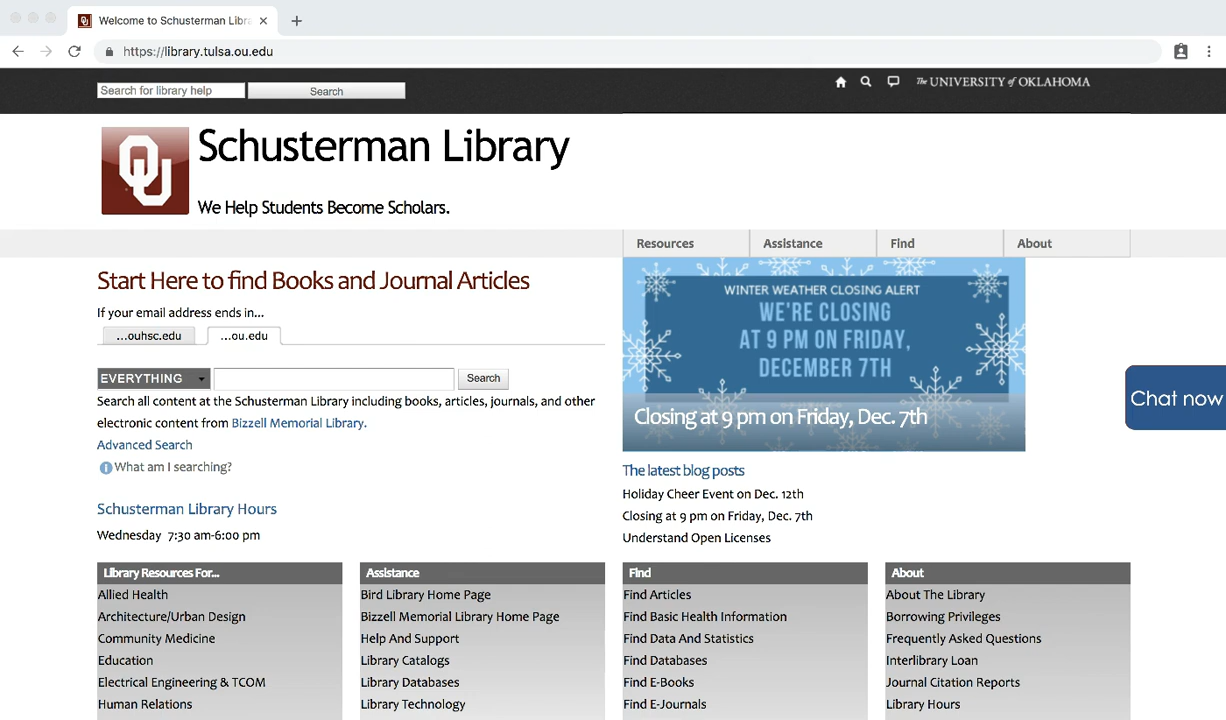 Welcome to Schusterman Libra
https://library.tulsa.ou.edu
Search for library help
Search
The UNIVERSITY of OKLAHOMA
OU
Schusterman Library
We Help Students Become Scholars.
Resources
Assistance
Find
About
Start Here to find Books and Journal Articles
If your email address ends in...
...ouhsc.edu
...ou.edu
EVERYTHING
Search
Search all content at the Schusterman Library including books, articles, journals, and other
electronic content from Bizzell Memorial Library.
Advanced Search
What am I searching?
Schusterman Library Hours
Wednesday 7:30 am-6:00 pm
WINTER WEATHER CLOSING ALERT
WE'RE CLOSING
AT 9 PM ON FRIDAY,
DECEMBER 7TH
Closing at 9 pm on Friday, Dec. 7th
Chat now
The latest blog posts
Holiday Cheer Event on Dec. 12th
Closing at 9 pm on Friday, Dec. 7th
Understand Open Licenses
Library Resources For...
Allied Health
Architecture/Urban Design
Community Medicine
Education
Electrical Engineering & TCOM
Human Relations
Assistance
Bird Library Home Page
Bizzell Memorial Library Home Page
Help And Support
Library Catalogs
Library Databases
Library Technology
Find
Find Articles
Find Basic Health Information
Find Data And Statistics
Find Databases
Find E-Books
Find E-Journals
About
About The Library
Borrowing Privileges
Frequently Asked Questions
Interlibrary Loan
Journal Citation Reports
Library Hours